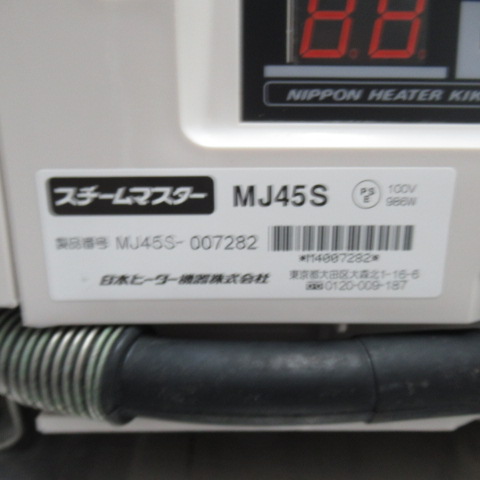 88
NIPPON HEATER KIK
スチームマスター MJ45S PSE 100V
986W
製品番号 MJ45S-007282 *M4007282*
日本ヒーター機器株式会社 東京都大田区大森北1-16-6
0120-009-187